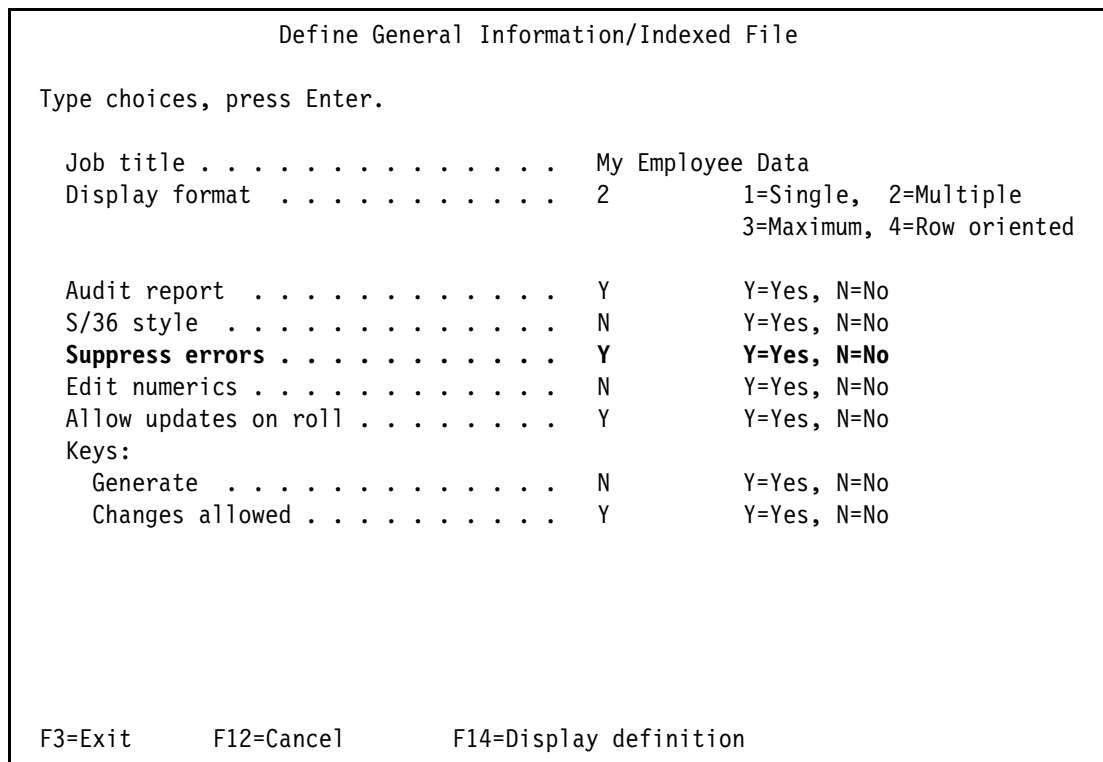 Define General Information/Indexed File
Type choices, press Enter.
Job title . . . . . . . . . . . . . . My Employee Data
Display format . . . . . . . . . . . 2 1=Single, 2=Multiple
3=Maximum, 4=Row oriented
Audit report . . . . . . . . . . . . Y Y=Yes, N=No
S/36 style . . . . . . . . . . . . . N Y=Yes, N=No
Suppress errors . . . . . . . . . . . Y Y=Yes, N=No
Edit numerics . . . . . . . . . . . . N Y=Yes, N=No
Allow updates on roll . . . . . . . . Y Y=Yes, N=No
Keys:
Generate . . . . . . . . . . . . . N Y=Yes, N=No
Changes allowed . . . . . . . . . . Y Y=Yes, N=No
F3=Exit F12=Cancel F14=Display definition